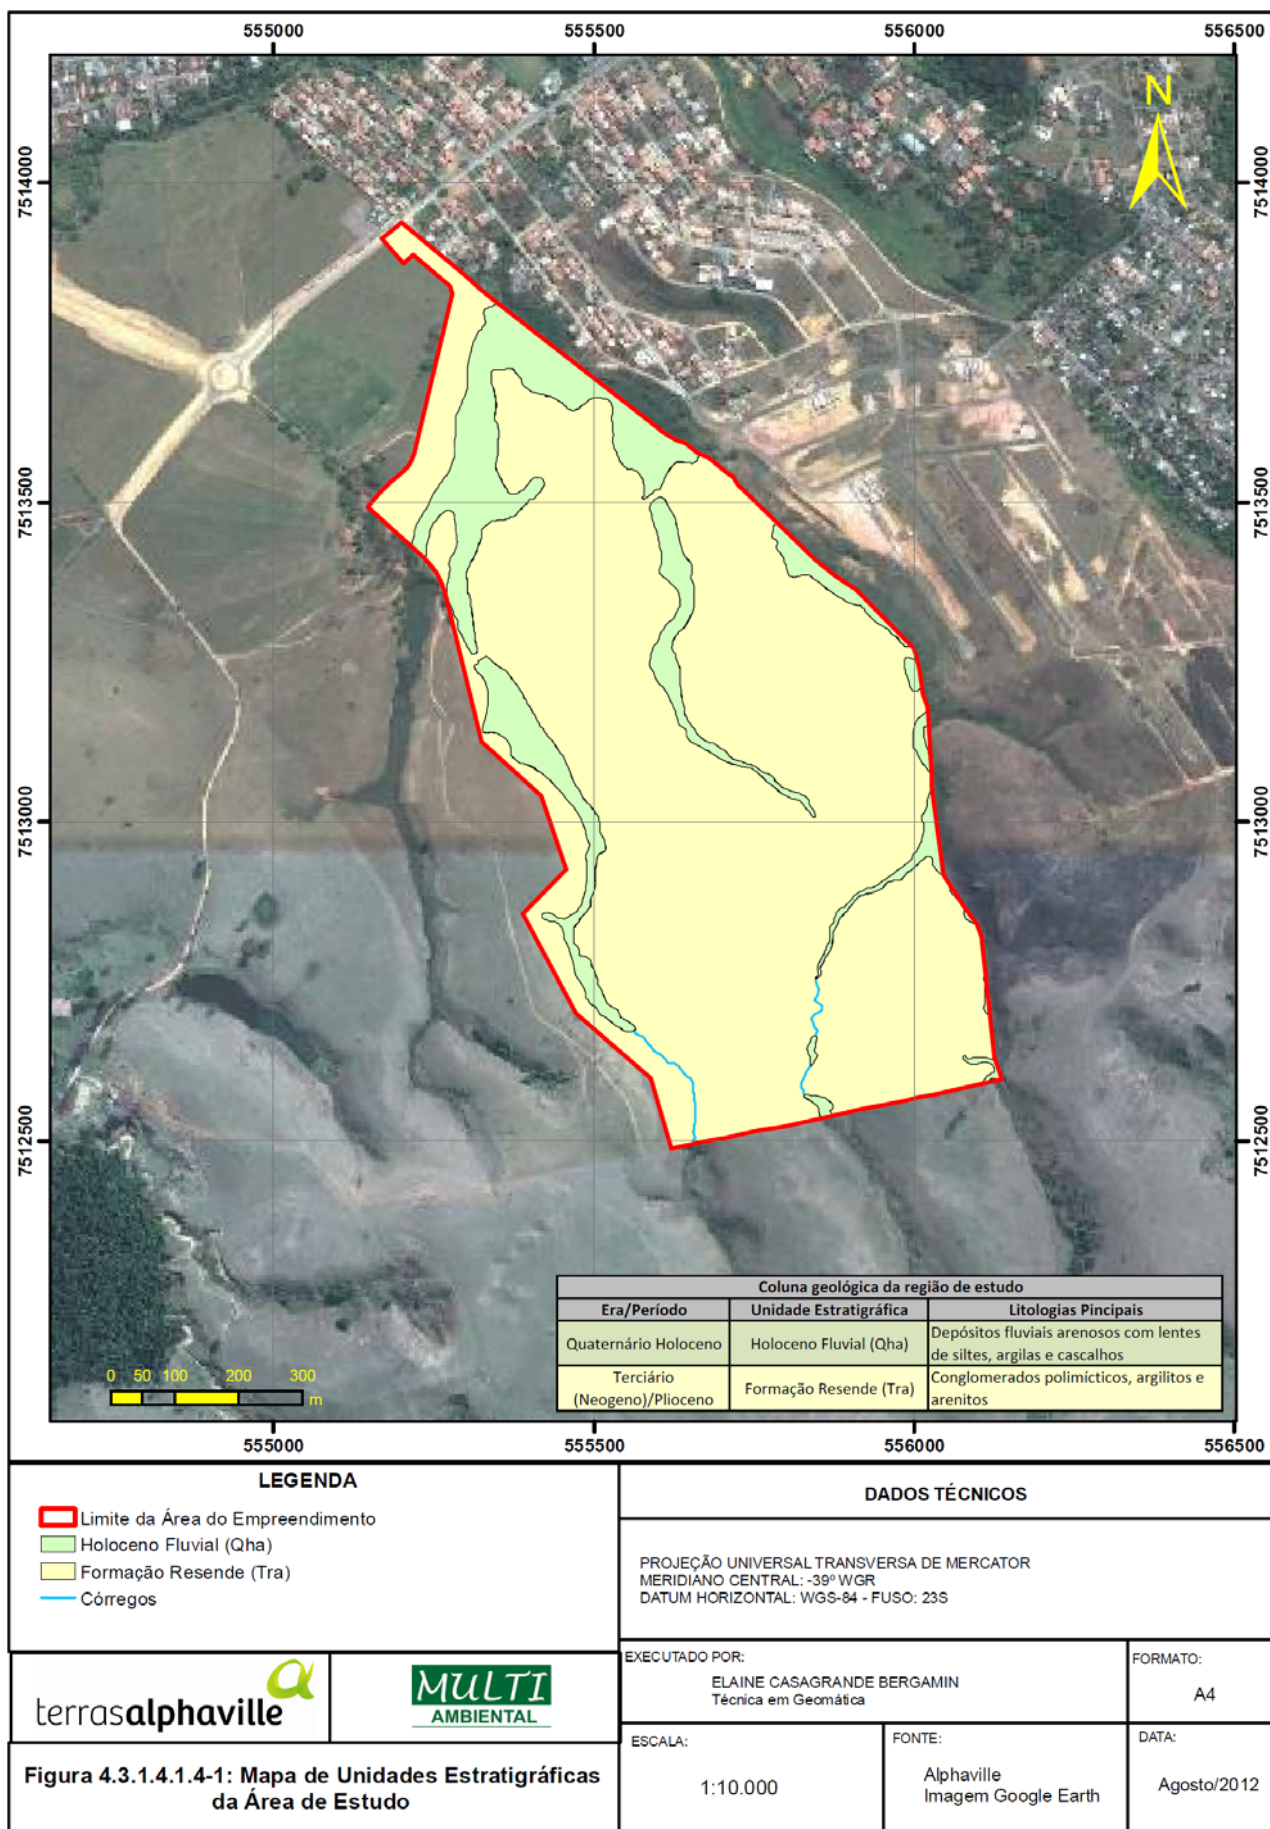 555000 555500 556000 556500
N
7514000 7514000
7513500 7513500
7513000 7513000
7512500 7512500
0 50 100 200 300
m
Coluna geológica da região de estudo
Era/Período Unidade Estratigráfica Litologias Pincipais
Quaternário Holoceno Holoceno Fluvial (Qha) Depósitos fluviais arenosos com lentes
de siltes, argilas e cascalhos
Terciário
(Neogeno)/Plioceno Formação Resende (Tra) Conglomerados polimícticos, argilitos e
arenitos
555000 555500 556000 556500
LEGENDA
Limite da Área do Empreendimento
Holoceno Fluvial (Qha)
Formação Resende (Tra)
Córregos
DADOS TÉCNICOS
PROJEÇÃO UNIVERSAL TRANSVERSA DE MERCATOR
MERIDIANO CENTRAL: -39º WGR
DATUM HORIZONTAL: WGS-84 - FUSO: 23S
terrasalphaville
MULTI
AMBIENTAL
EXECUTADO POR:
ELAINE CASAGRANDE BERGAMIN
Técnica em Geomática
FORMATO:
A4
Figura 4.3.1.4.1.4-1: Mapa de Unidades Estratigráficas
da Área de Estudo
ESCALA:
1:10.000
FONTE:
Alphaville
Imagem Google Earth
DATA:
Agosto/2012